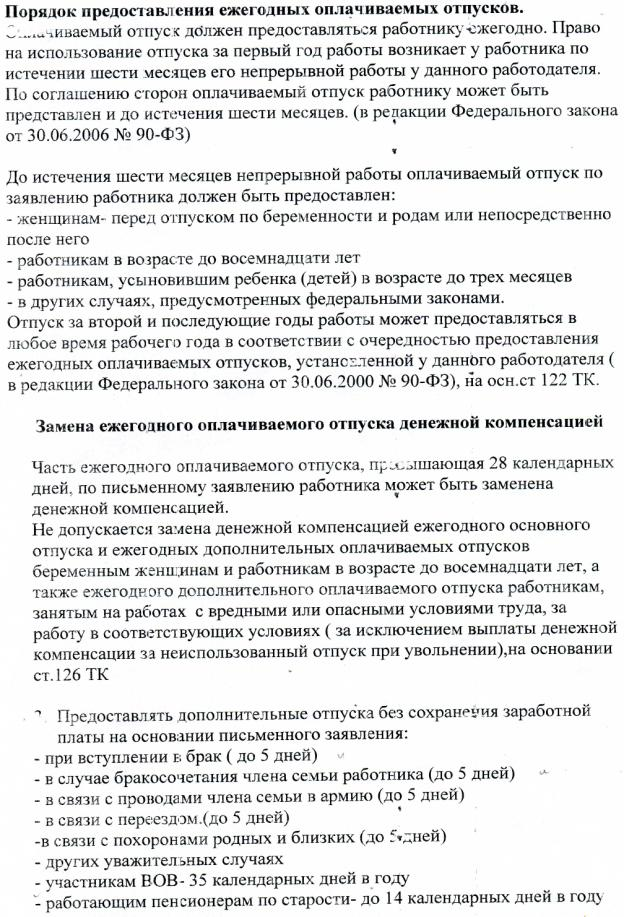 Порядок предоставления ежегодных оплачиваемых отпусков.
Оплачиваемый отпуск должен предоставляться работнику ежегодно. Право
на использование отпуска за первый год работы возникает у работника по
истечении шести месяцев его непрерывной работы у данного работодателя.
По соглашению сторон оплачиваемый отпуск работнику может быть
представлен и до истечения шести месяцев. (в редакции Федерального закона
от 30.06.2006 № 90-ФЗ)
До истечения шести месяцев непрерывной работы оплачиваемый отпуск по
заявлению работника должен быть предоставлен:
- женщинам- перед отпуском по беременности и родам или непосредственно
после него
- работникам в возрасте до восемнадцати лет
- работникам, усыновившим ребенка (детей) в возрасте до трех месяцев
- в других случаях, предусмотренных федеральными законами.
Отпуск за второй и последующие годы работы может предоставляться в
любое время рабочего года в соответствии с очередностью предоставления
ежегодных оплачиваемых отпусков, установленной у данного работодателя (
в редакции Федерального закона от 30.06.2000 № 90-ФЗ), на осн.ст 122 ТК.
Замена ежегодного оплачиваемого отпуска денежной компенсацией
Часть ежегодного оплачиваемого отпуска, превышающая 28 календарных
дней, по письменному заявлению работника может быть заменена
денежной компенсацией.
Не допускается замена денежной компенсацией ежегодного основного
отпуска и ежегодных дополнительных оплачиваемых отпусков
беременным женщинам и работникам в возрасте до восемнадцати лет, а
также ежегодного дополнительного оплачиваемого отпуска работникам,
занятым на работах с вредными или опасными условиями труда, за
работу в соответствующих условиях ( за исключением выплаты денежной
компенсации за неиспользованный отпуск при увольнении),на основании
ст.126 ТК
Предоставлять дополнительные отпуска без сохранения заработной
платы на основании письменного заявления:
- при вступлении в брак ( до 5 дней)
- в случае бракосочетания члена семьи работника (до 5 дней)
- в связи с проводами члена семьи в армию (до 5 дней)
- в связи с переездом.(до 5 дней)
-в связи с похоронами родных и близких (до 5 дней)
- других уважительных случаях
- участникам ВОВ- 35 календарных дней в году
- работающим пенсионерам по старости- до 14 календарных дней в году